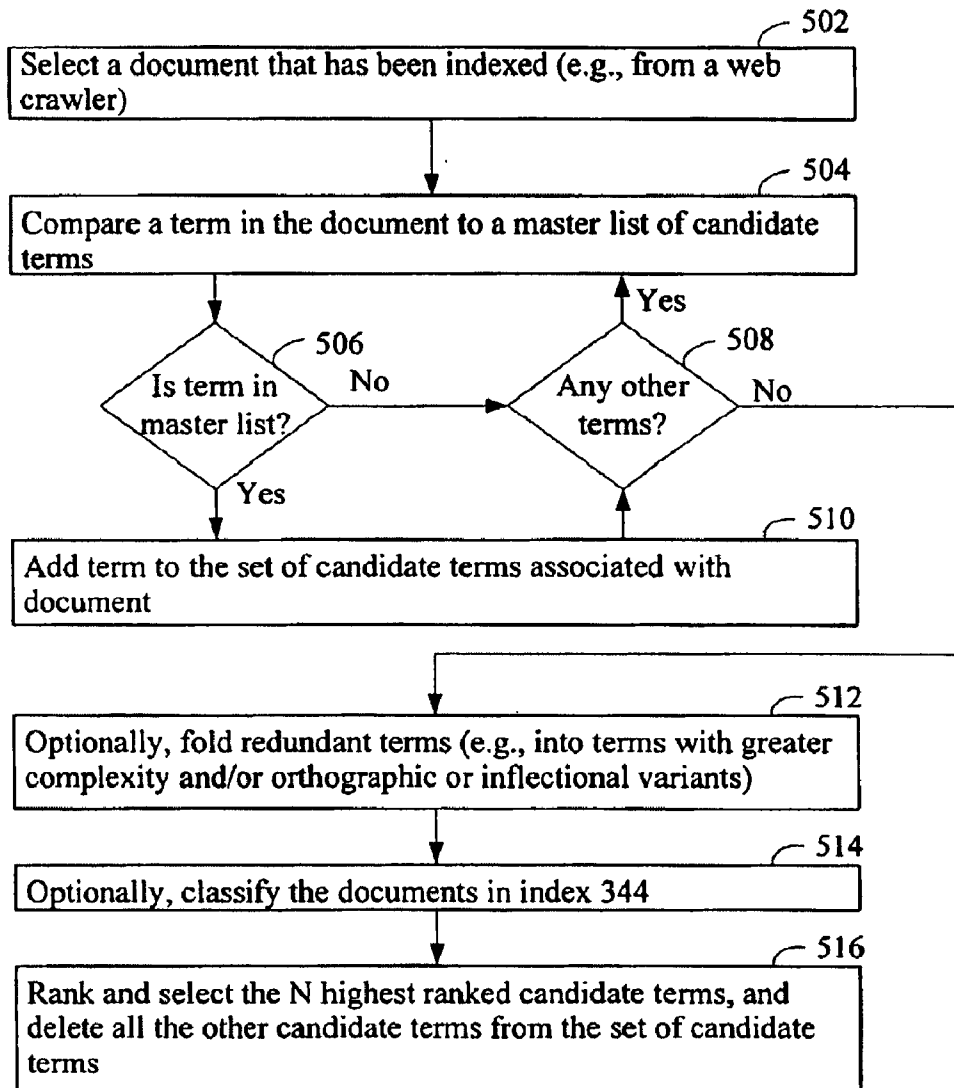 502
Select a document that has been indexed (e.g., from a web
crawler)
504
Compare a term in the document to a master list of candidate
terms
Yes
506
508
Is term in
master list?
No
Any other
terms?
No
Yes
510
Add term to the set of candidate terms associated with
document
512
Optionally, fold redundant terms (e.g., into terms with greater
complexity and/or orthographic or inflectional variants)
514
Optionally, classify the documents in index 344
516
Rank and select the N highest ranked candidate terms, and
delete all the other candidate terms from the set of candidate
terms